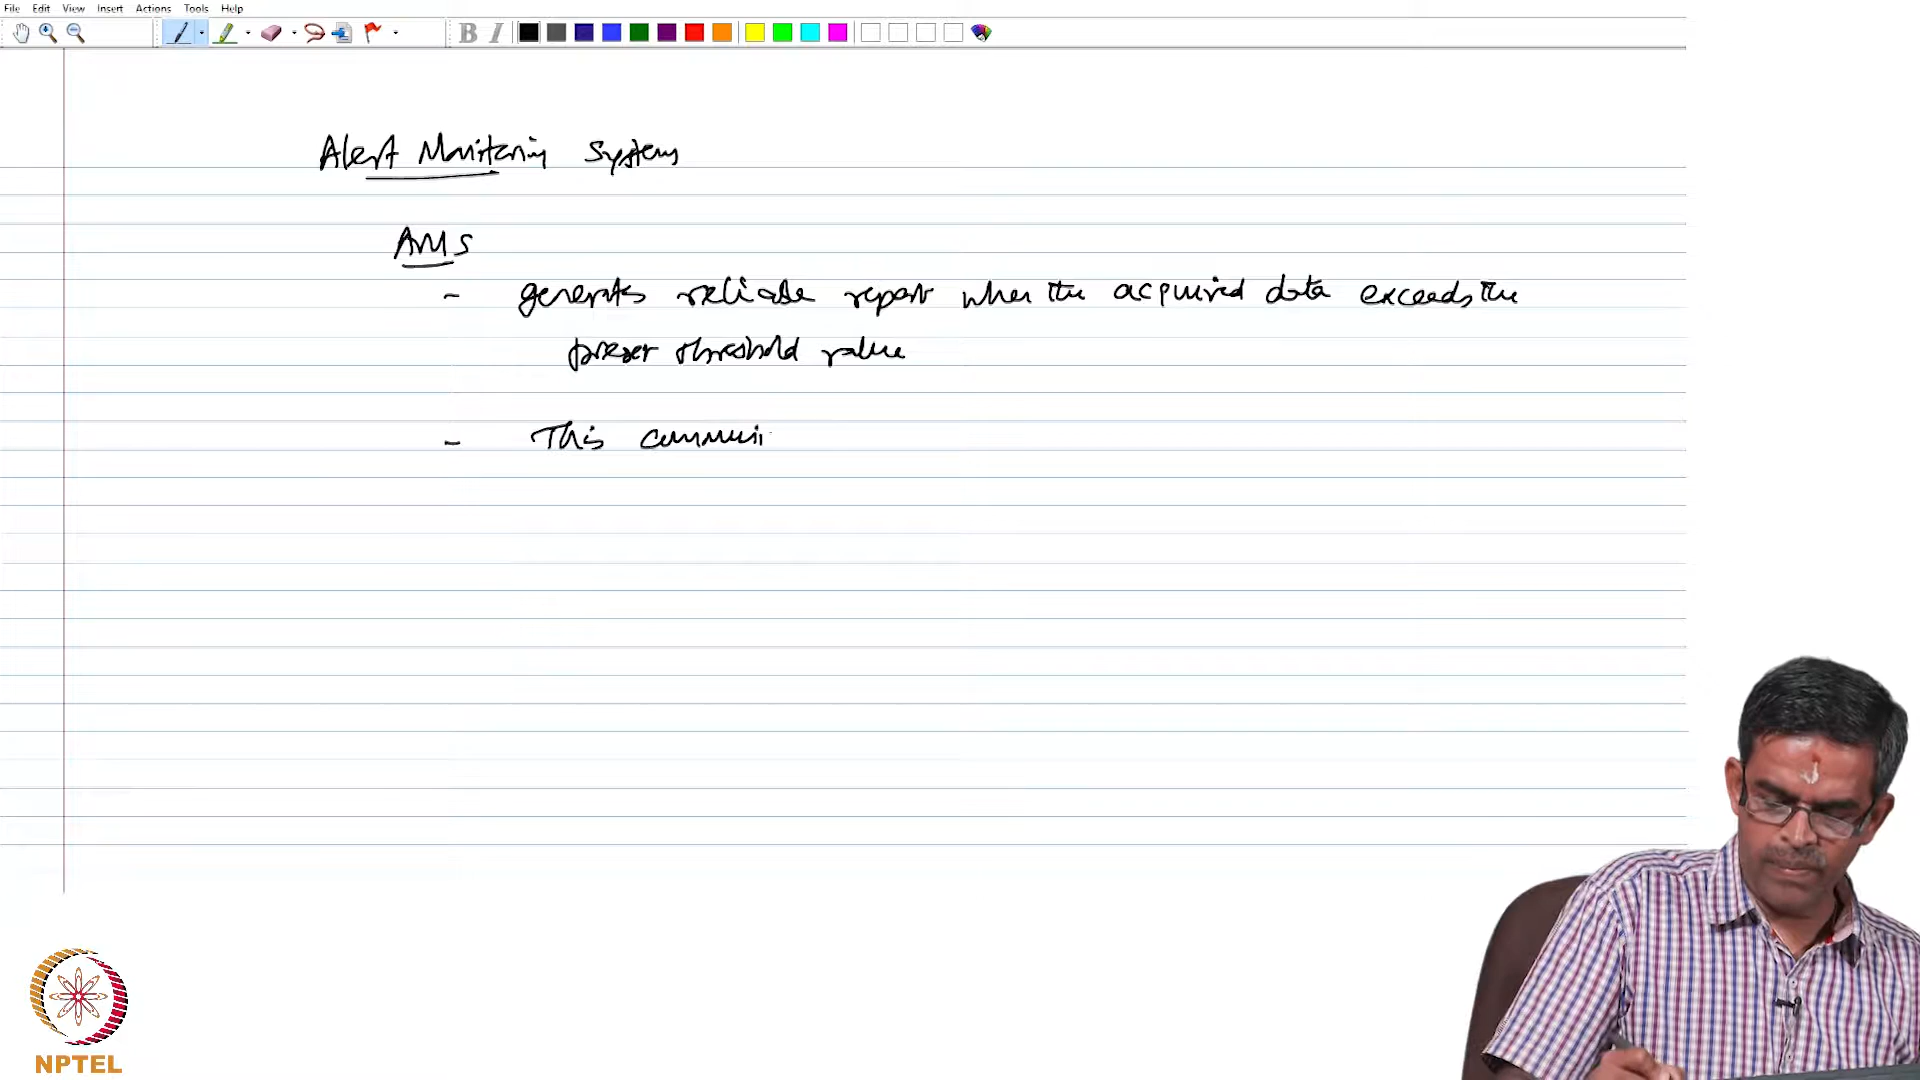 File Edit View Insert Actions Tools Help
B I
Alert Monitoring System
AMS
- generates reliable report when the acquired data exceeds the
preset threshold value
- This communi
NPTEL